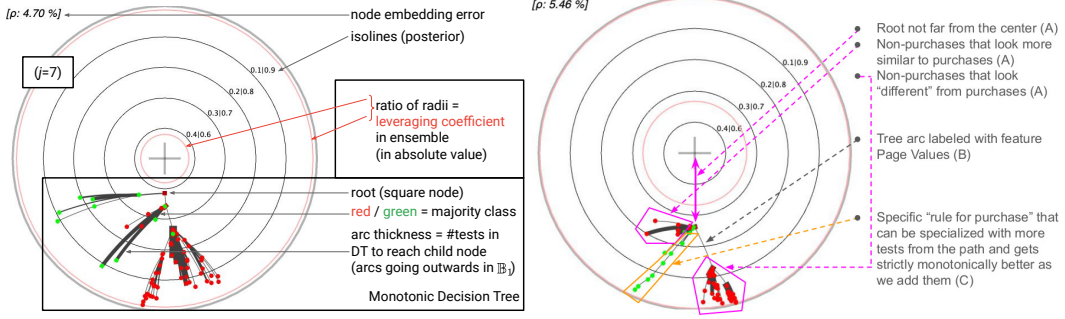 [ρ: 4.70 %]
node embedding error
isolines (posterior)
(j=7)
0.1|0.9
0.2|0.8
0.3|0.7
0.4|0.6
ratio of radii =
leveraging coefficient
in ensemble
(in absolute value)
root (square node)
red / green = majority class
arc thickness = #tests in
DT to reach child node
(arcs going outwards in 𝔹₁)
Monotonic Decision Tree
[ρ: 5.46 %]
0.1|0.9
0.2|0.8
0.3|0.7
0.4|0.6
Root not far from the center (A)
Non-purchases that look more
similar to purchases (A)
Non-purchases that look
“different” from purchases (A)
Tree arc labeled with feature
Page Values (B)
Specific “rule for purchase” that
can be specialized with more
tests from the path and gets
strictly monotonically better as
we add them (C)